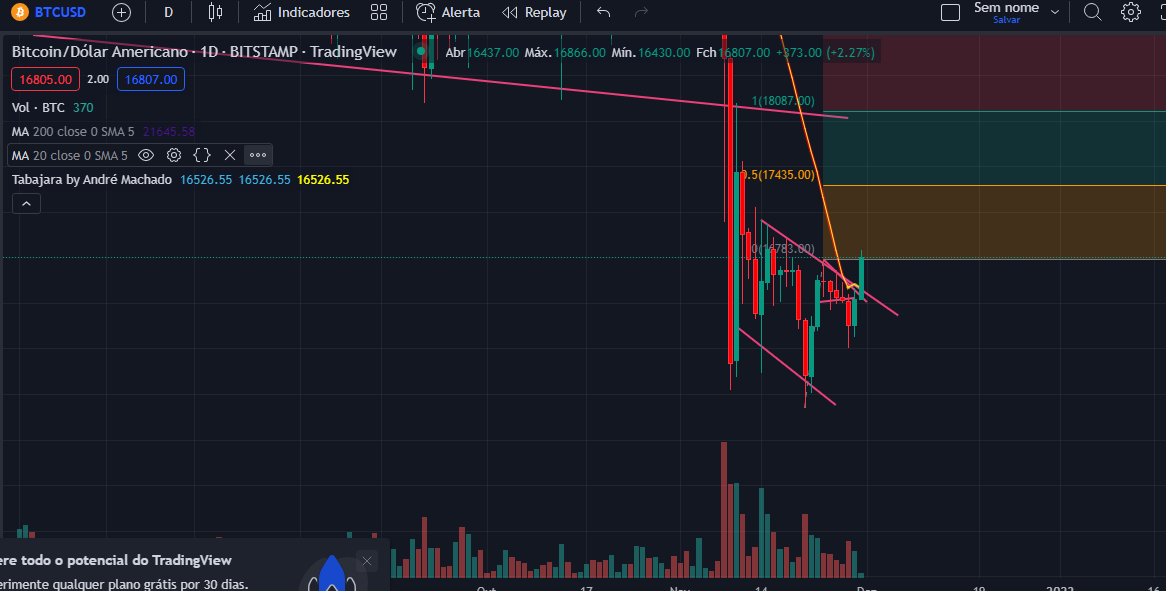 BTCUSD D Indicadores Alerta Replay Sem nome
Salvar
Bitcoin/Dólar Americano · 1D · BITSTAMP · TradingView Abr16437.00 Máx.16866.00 Mín.16430.00 Fch16807.00 +373.00 (+2.27%)
16805.00 2.00 16807.00
Vol · BTC 370
1(18087.00)
MA 200 close 0 SMA 5 21645.58
MA 20 close 0 SMA 5
Tabajara by André Machado 16526.55 16526.55 16526.55
0.5(17435.00)
0(16783.00)
ere todo o potencial do TradingView
erimente qualquer plano grátis por 30 dias.
Out 17 Nov 14 Dez 19 2023 16